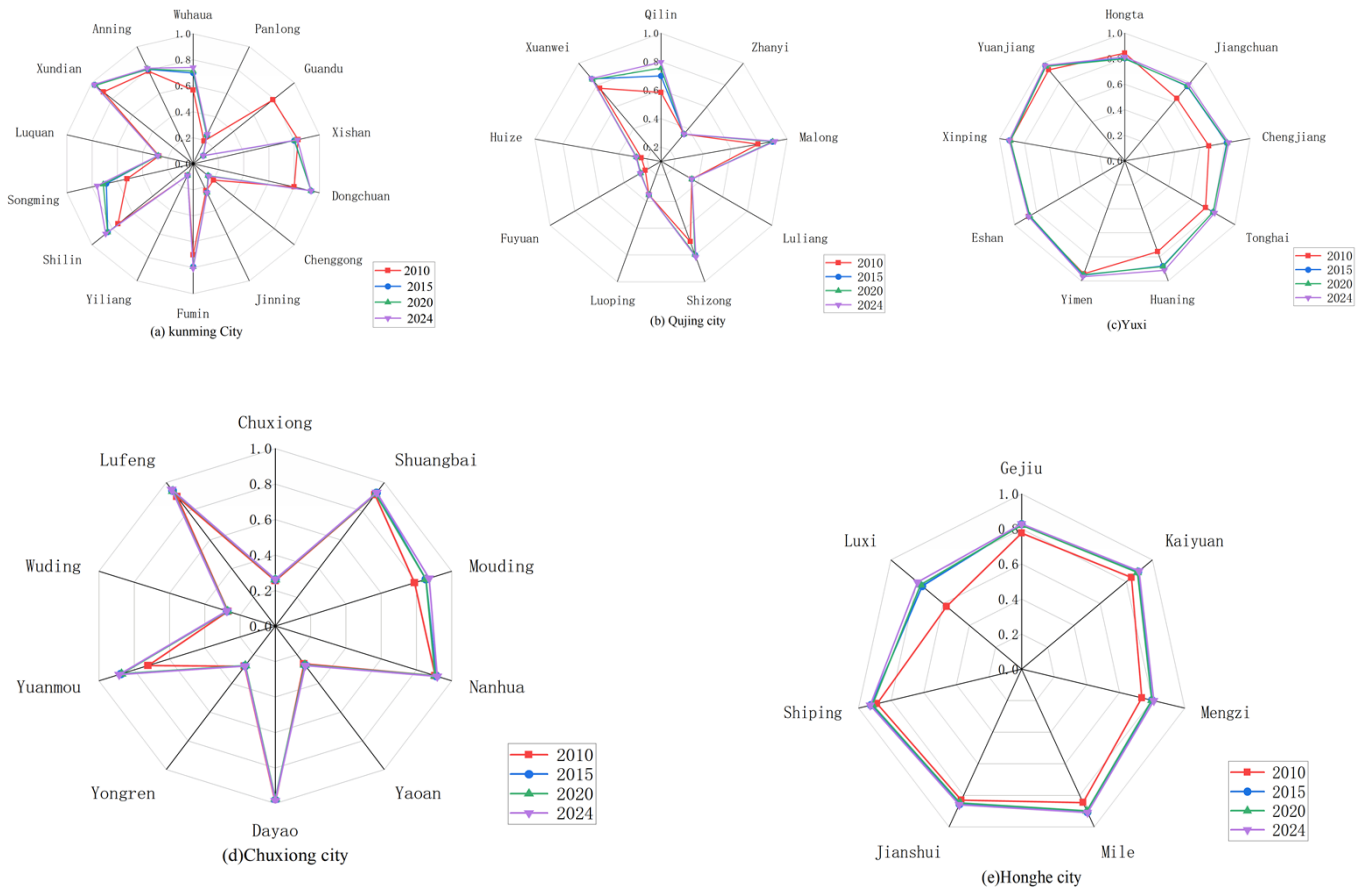 Wuhaua
Panlong
Guandu
Xishan
Dongchuan
Chenggong
Jinning
Fumin
Yiliang
Shilin
Songming
Luquan
Xundian
Anning
1.0
0.8
0.6
0.4
0.2
0.0
2010
2015
2020
2024
(a) kunming City
Qilin
Zhanyi
Malong
Luliang
Shizong
Luoping
Fuyuan
Huize
Xuanwei
1.0
0.8
0.6
0.4
0.2
2010
2015
2020
2024
(b) Qujing city
Hongta
Jiangchuan
Chengjiang
Tonghai
Huaning
Yimen
Eshan
Xinping
Yuanjiang
1.0
0.8
0.6
0.4
0.2
0.0
2010
2015
2020
2024
(c)Yuxi
Chuxiong
Shuangbai
Mouding
Nanhua
Yaoan
Dayao
Yongren
Yuanmou
Wuding
Lufeng
1.0
0.8
0.6
0.4
0.2
0.0
2010
2015
2020
2024
(d)Chuxiong city
Gejiu
Kaiyuan
Mengzi
Mile
Jianshui
Shiping
Luxi
1.0
0.8
0.6
0.4
0.2
0.0
2010
2015
2020
2024
(e)Honghe city